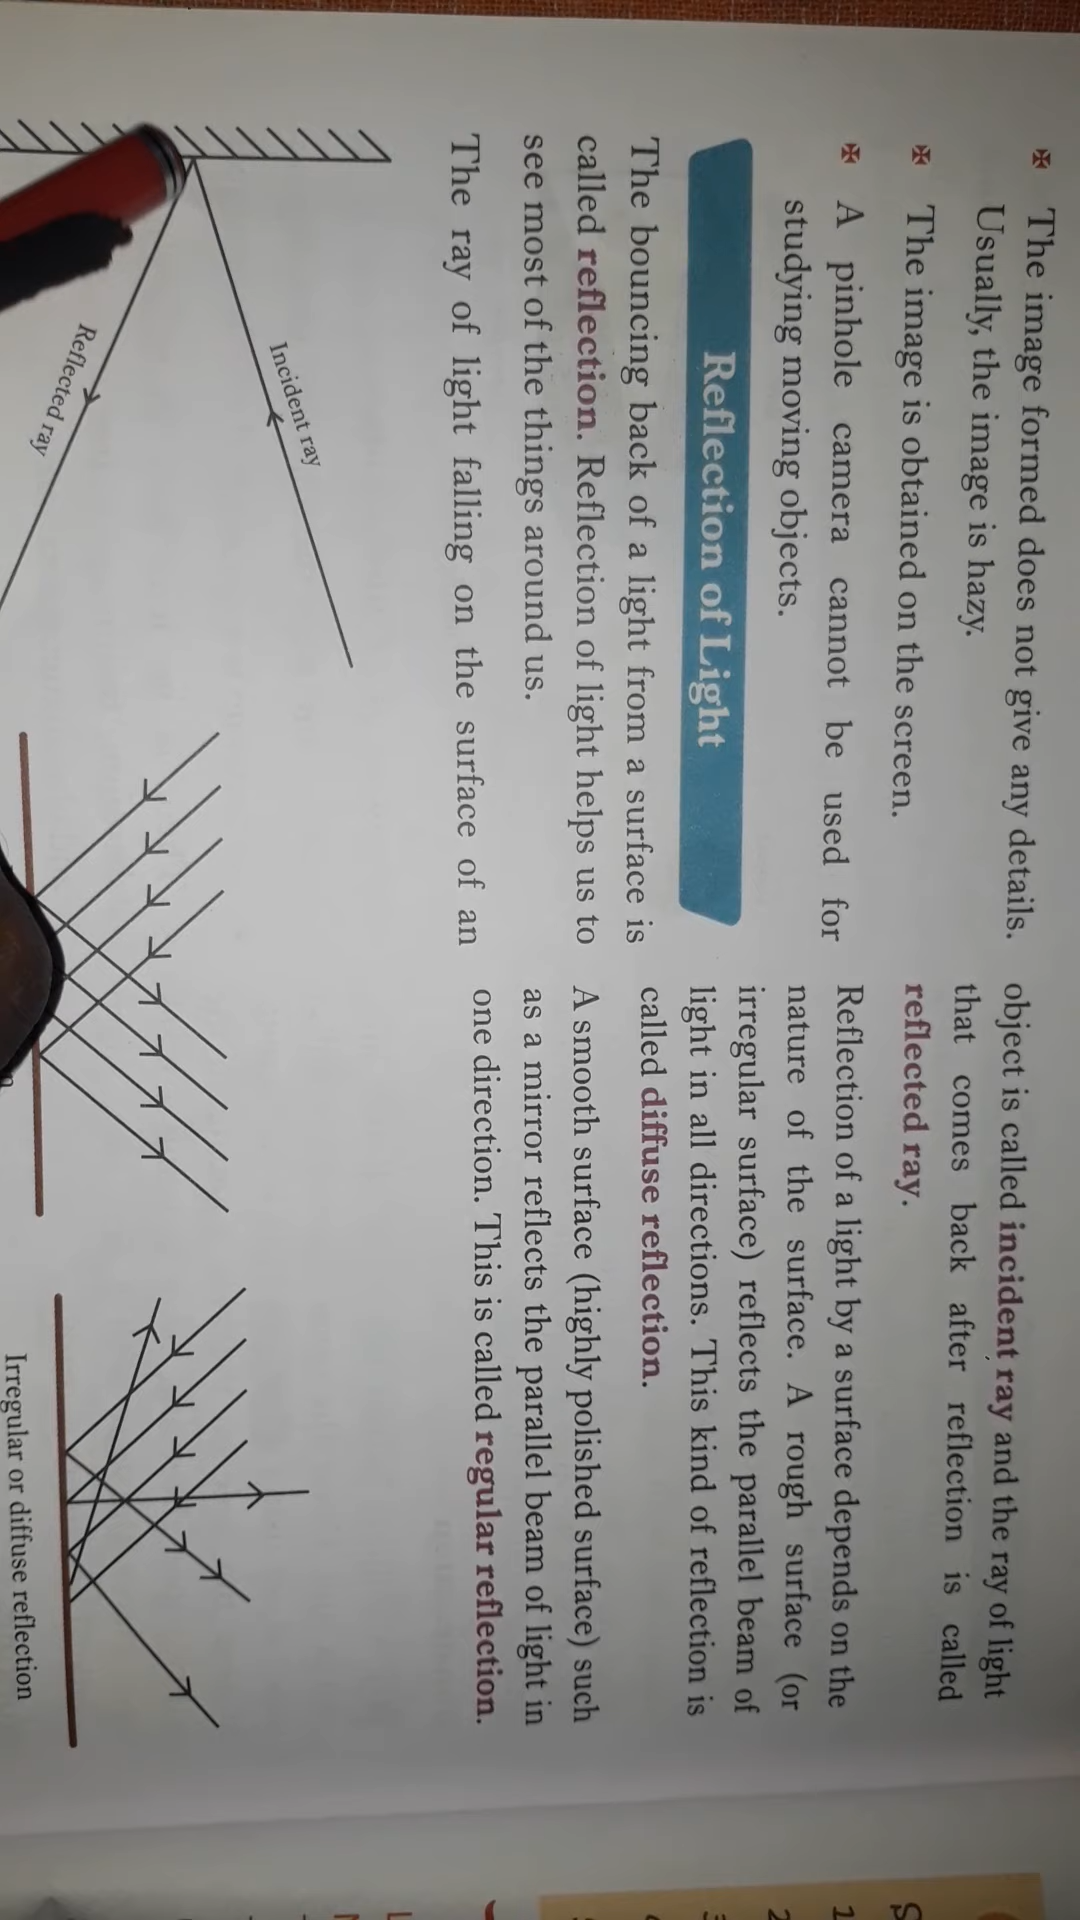 The image formed does not give any details.
Usually, the image is hazy.
The image is obtained on the screen.
A pinhole camera cannot be used for
studying moving objects.
Reflection of Light
The bouncing back of a light from a surface is
called reflection. Reflection of light helps us to
see most of the things around us.
The ray of light falling on the surface of an
object is called incident ray and the ray of light
that comes back after reflection is called
reflected ray.
Reflection of a light by a surface depends on the
nature of the surface. A rough surface (or
irregular surface) reflects the parallel beam of
light in all directions. This kind of reflection is
called diffuse reflection.
A smooth surface (highly polished surface) such
as a mirror reflects the parallel beam of light in
one direction. This is called regular reflection.
Incident ray
Reflected ray
Irregular or diffuse reflection
S
1
2